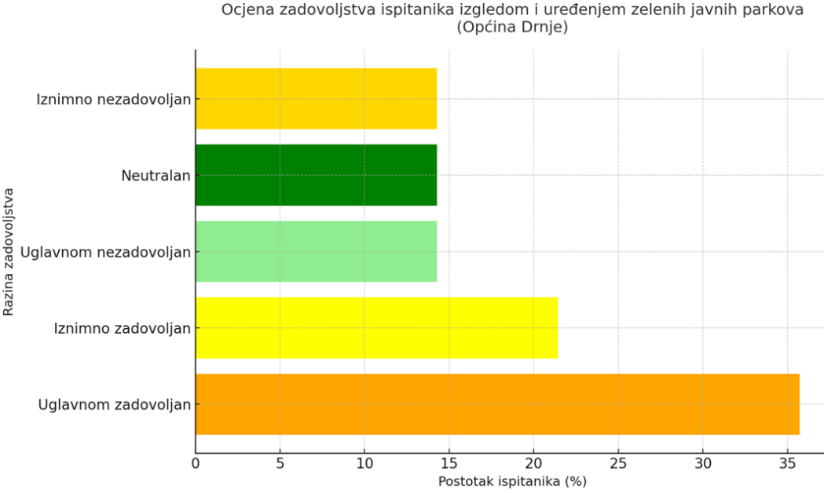 Ocjena zadovoljstva ispitanika izgledom i uređenjem zelenih javnih parkova
(Općina Drnje)
Razina zadovoljstva
Iznimno nezadovoljan
Neutralan
Uglavnom nezadovoljan
Iznimno zadovoljan
Uglavnom zadovoljan
0 5 10 15 20 25 30 35
Postotak ispitanika (%)